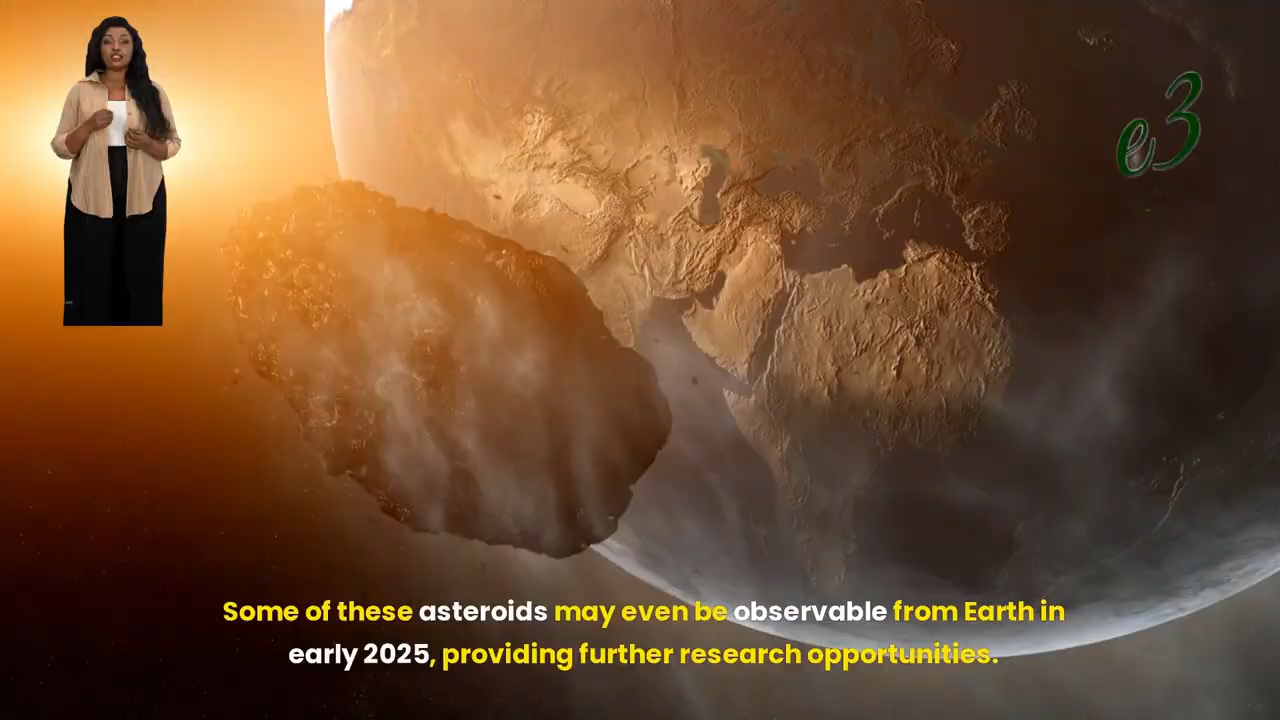 e3
Some of these asteroids may even be observable from Earth in
early 2025, providing further research opportunities.